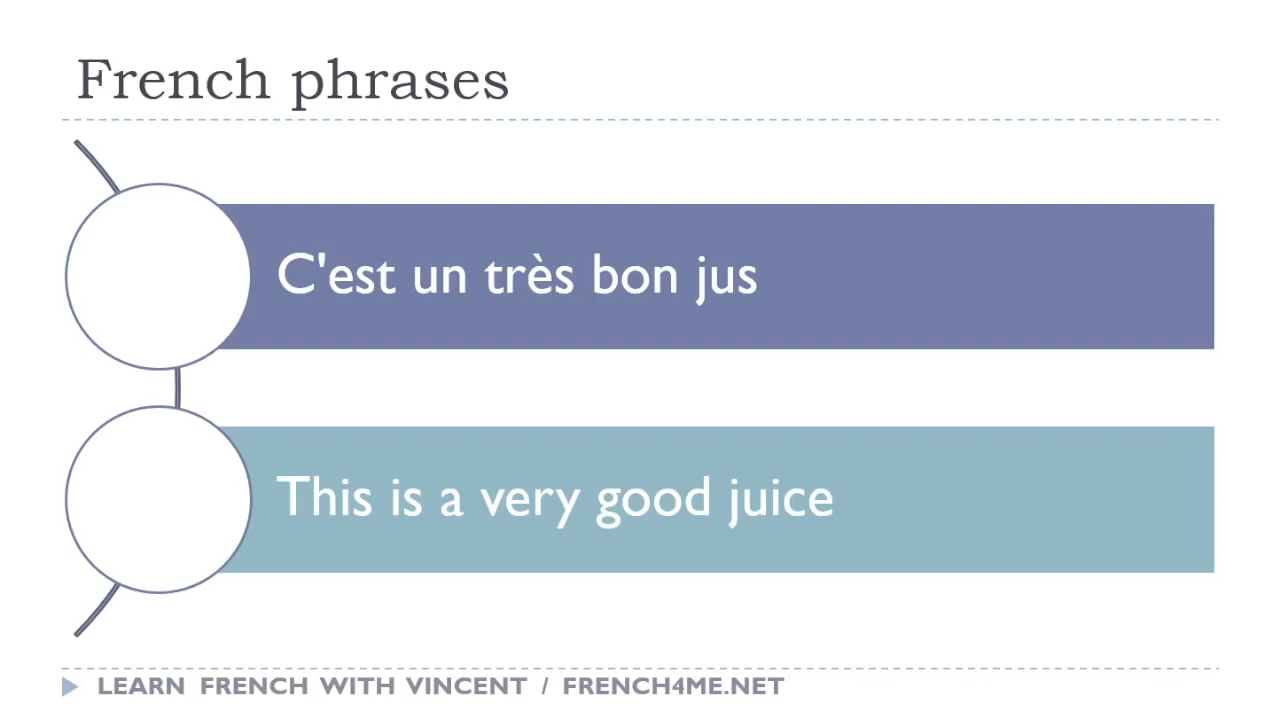 French phrases
C'est un très bon jus
This is a very good juice
LEARN FRENCH WITH VINCENT / FRENCH4ME.NET